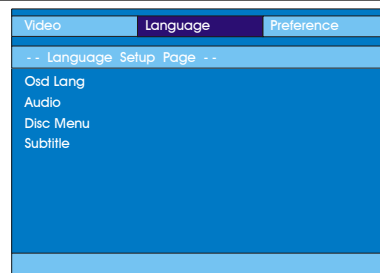 Video Language Preference
- - Language Setup Page - -
Osd Lang
Audio
Disc Menu
Subtitle